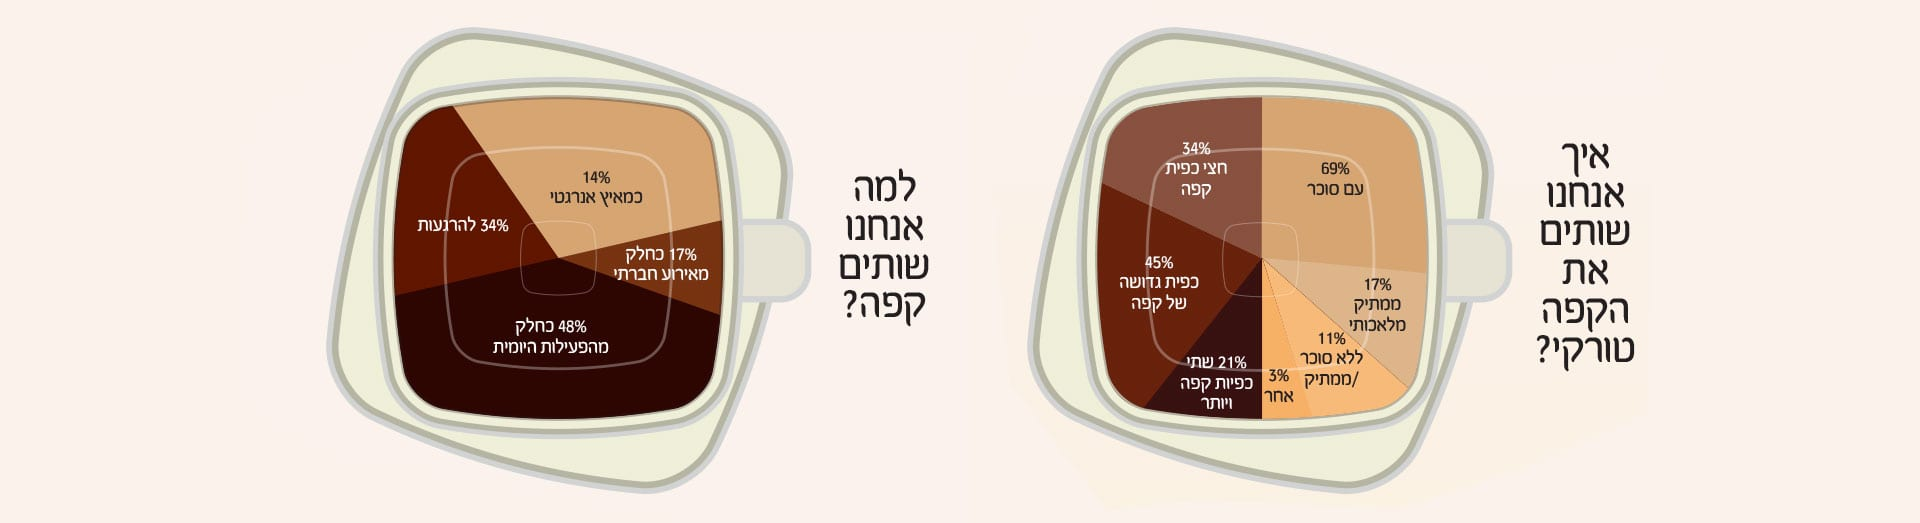 איך
אנחנו
שותים
את
הקפה
טורקי?
69%
עם סוכר
17%
ממתיק
מלאכותי
11%
ללא סוכר
/ממתיק
3%
אחר
21% שתי
כפיות קפה
ויותר
45%
כפית גדושה
של קפה
34%
חצי כפית
קפה
למה
אנחנו
שותים
קפה?
14%
כמאיץ אנרגטי
17% כחלק
מאירוע חברתי
48% כחלק
מהפעילות היומית
34% להרגעות